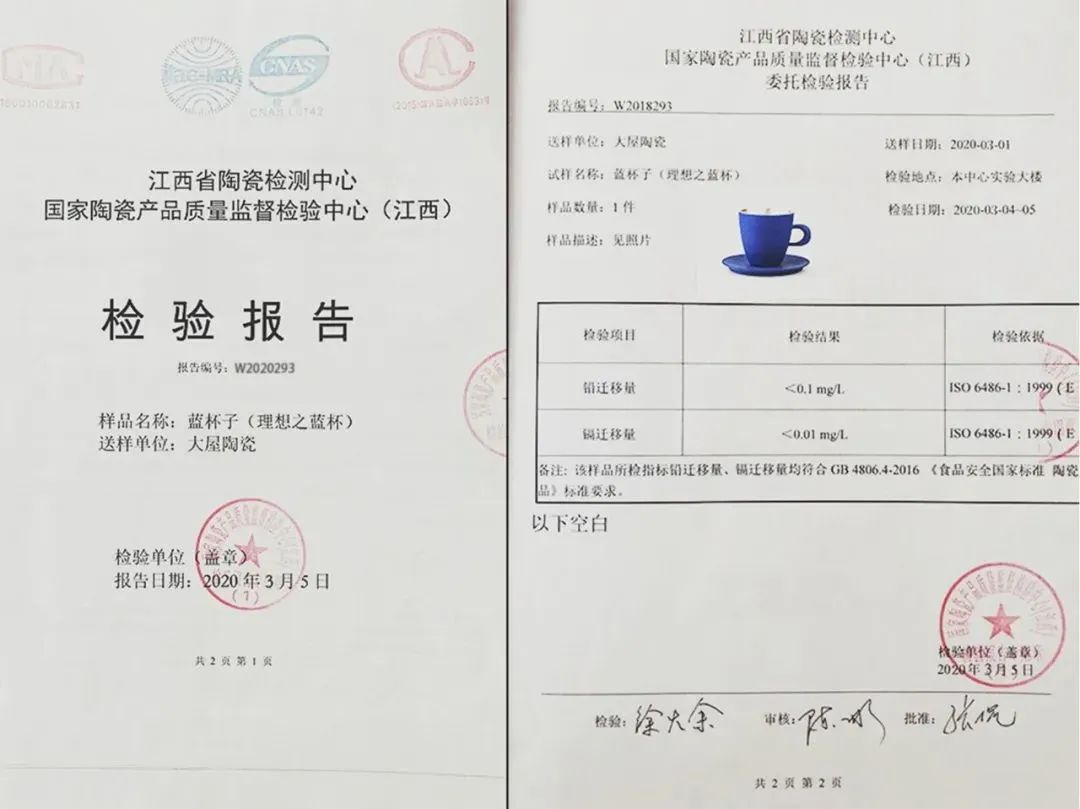 MA
ilac-MRA
CNAS
检测
CNAS L0142
CAL
江西省陶瓷检测中心
国家陶瓷产品质量监督检验中心（江西）
检验报告
报告编号：W2020293
样品名称：蓝杯子（理想之蓝杯）
送样单位：大屋陶瓷
检验单位（盖章）
报告日期：2020年3月5日
（1）
共2页第1页
江西省陶瓷检测中心
国家陶瓷产品质量监督检验中心（江西）
委托检验报告
报告编号：W2018293
送样单位：大屋陶瓷
送样日期：2020-03-01
试样名称：蓝杯子（理想之蓝杯）
检验地点：本中心实验大楼
样品数量：1件
检验日期：2020-03-04~05
样品描述：见照片
检验项目 检验结果 检验依据
铅迁移量 <0.1 mg/L ISO 6486-1：1999（E
镉迁移量 <0.01 mg/L ISO 6486-1：1999（E
备注：该样品所检指标铅迁移量、镉迁移量均符合GB 4806.4-2016 《食品安全国家标准 陶瓷
品》标准要求。
以下空白
检验单位（盖章）
2020年3月5日
检验： 审核： 批准：
共2页第2页